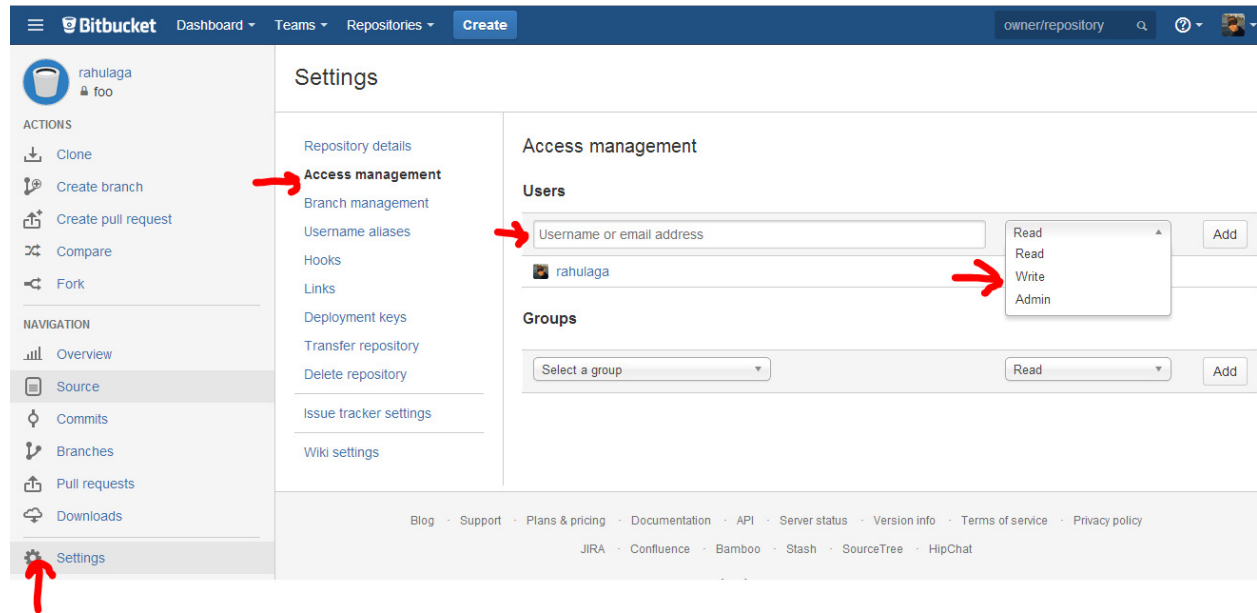 Bitbucket Dashboard Teams Repositories Create owner/repository
rahulaga
foo
ACTIONS
Clone
Create branch
Create pull request
Compare
Fork
NAVIGATION
Overview
Source
Commits
Branches
Pull requests
Downloads
Settings
Settings
Repository details
Access management
Branch management
Username aliases
Hooks
Links
Deployment keys
Transfer repository
Delete repository
Issue tracker settings
Wiki settings
Access management
Users
Username or email address Read Add
Read
Write
Admin
rahulaga
Groups
Select a group Read Add
Blog · Support · Plans & pricing · Documentation · API · Server status · Version info · Terms of service · Privacy policy
JIRA · Confluence · Bamboo · Stash · SourceTree · HipChat